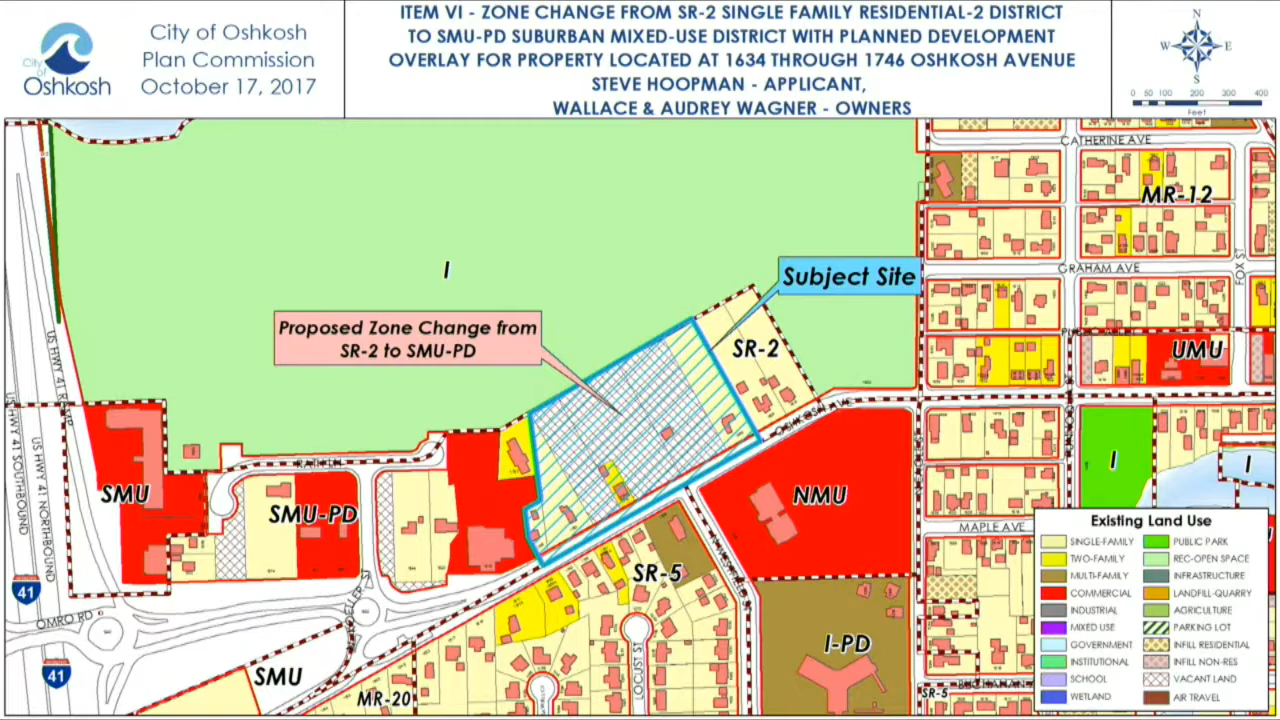 City of Oshkosh
Plan Commission
October 17, 2017
City of
Oshkosh
ITEM VI - ZONE CHANGE FROM SR-2 SINGLE FAMILY RESIDENTIAL-2 DISTRICT
TO SMU-PD SUBURBAN MIXED-USE DISTRICT WITH PLANNED DEVELOPMENT
OVERLAY FOR PROPERTY LOCATED AT 1634 THROUGH 1746 OSHKOSH AVENUE
STEVE HOOPMAN - APPLICANT,
WALLACE & AUDREY WAGNER - OWNERS
N
W E
S
0 50 100 200 300 400
Feet
CATHERINE AVE
MR-12
FOX ST
GRAHAM AVE
I
Subject Site
Proposed Zone Change from
SR-2 to SMU-PD
SR-2
UMU
US HWY 41 SOUTHBOUND
US HWY 41 NORTHBOUND
OSHKOSH AVE
SMU
SMU-PD
NMU
I
I
MAPLE AVE
SR-5
41
OMRO RD
I-PD
41
SMU
MR-20
LOCUST ST
SR-5
Existing Land Use
SINGLE-FAMILY
TWO-FAMILY
MULTI-FAMILY
COMMERCIAL
INDUSTRIAL
MIXED USE
GOVERNMENT
INSTITUTIONAL
SCHOOL
WETLAND
PUBLIC PARK
REC-OPEN SPACE
INFRASTRUCTURE
LANDFILL-QUARRY
AGRICULTURE
PARKING LOT
INFILL RESIDENTIAL
INFILL NON-RES
VACANT LAND
AIR TRAVEL